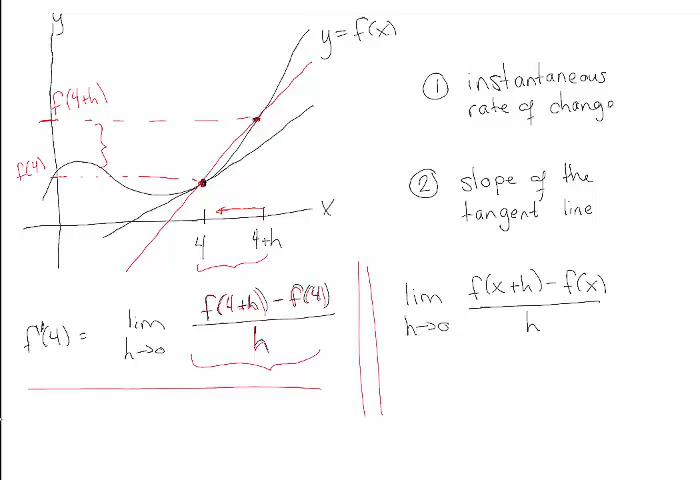 y
y = f(x)
f(4+h)
f(4)
x
4
4+h
① instantaneous
rate of change
② slope of the
tangent line
f'(4) = lim h→0 f(4+h) - f(4) / h
lim h→0 f(x+h) - f(x) / h